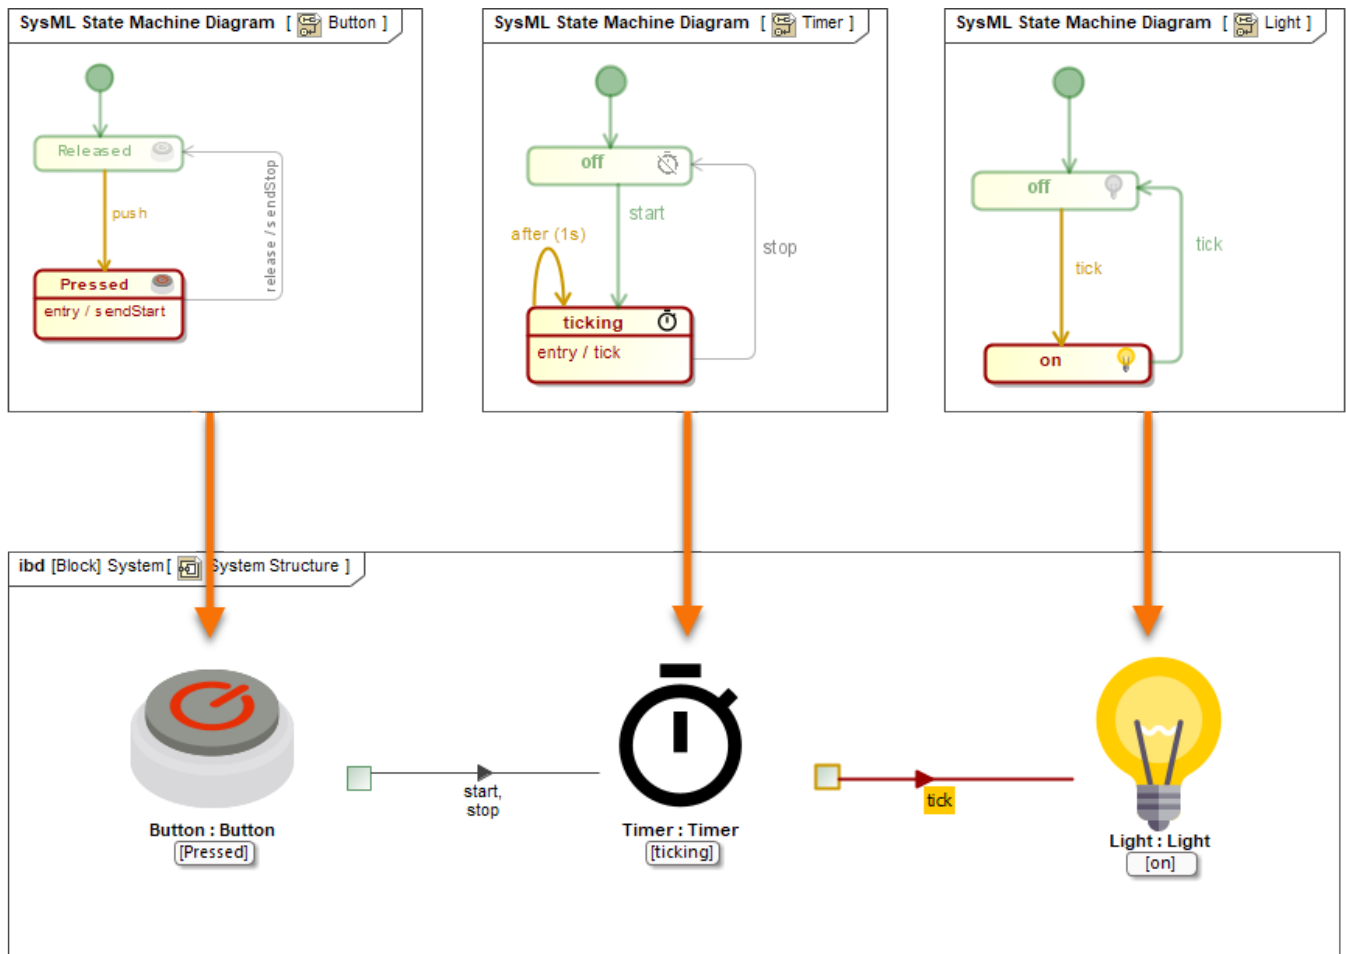 SysML State Machine Diagram [ Button ]
Released
push
release / sendStop
Pressed
entry / sendStart
SysML State Machine Diagram [ Timer ]
off
start
after (1s)
stop
ticking
entry / tick
SysML State Machine Diagram [ Light ]
off
tick
tick
on
ibd [Block] System[ System Structure ]
start,
stop
tick
Button : Button
[Pressed]
Timer : Timer
[ticking]
Light : Light
[on]